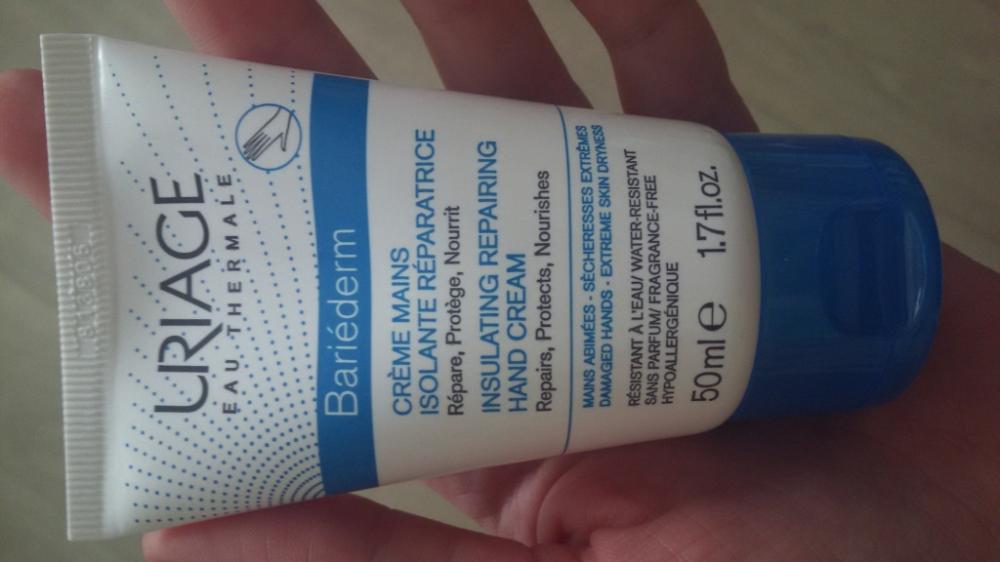 URIAGE
EAU THERMALE
Bariéderm
CRÈME MAINS
ISOLANTE RÉPARATRICE
Répare, Protège, Nourrit
INSULATING REPAIRING
HAND CREAM
Repairs, Protects, Nourishes
MAINS ABIMÉES - SÈCHERESSES EXTRÊMES
DAMAGED HANDS - EXTREME SKIN DRYNESS
RÉSISTANT À L'EAU/ WATER-RESISTANT
SANS PARFUM/ FRAGRANCE-FREE
HYPOALLERGÉNIQUE
50ml e 1.7fl.oz.